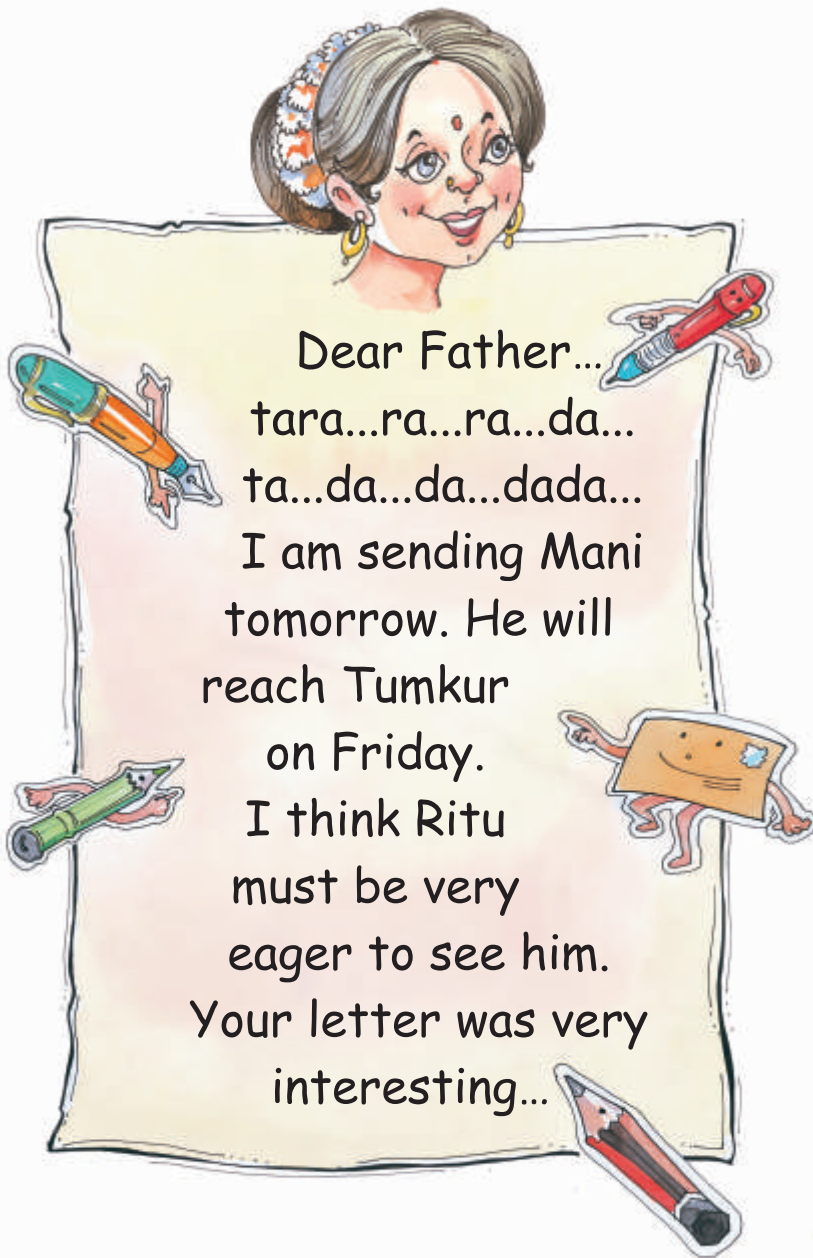 Dear Father...
tara...ra...ra...da...
ta...da...da...dada...
I am sending Mani
tomorrow. He will
reach Tumkur
on Friday.
I think Ritu
must be very
eager to see him.
Your letter was very
interesting...